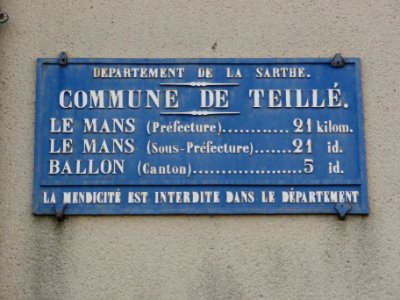 DEPARTEMENT DE LA SARTHE.
COMMUNE DE TEILLÉ.
LE MANS (Préfecture)............ 21 kilom.
LE MANS (Sous-Préfecture)....... 21 id.
BALLON (Canton)..................... 5 id.
LA MENDICITÉ EST INTERDITE DANS LE DÉPARTEMENT